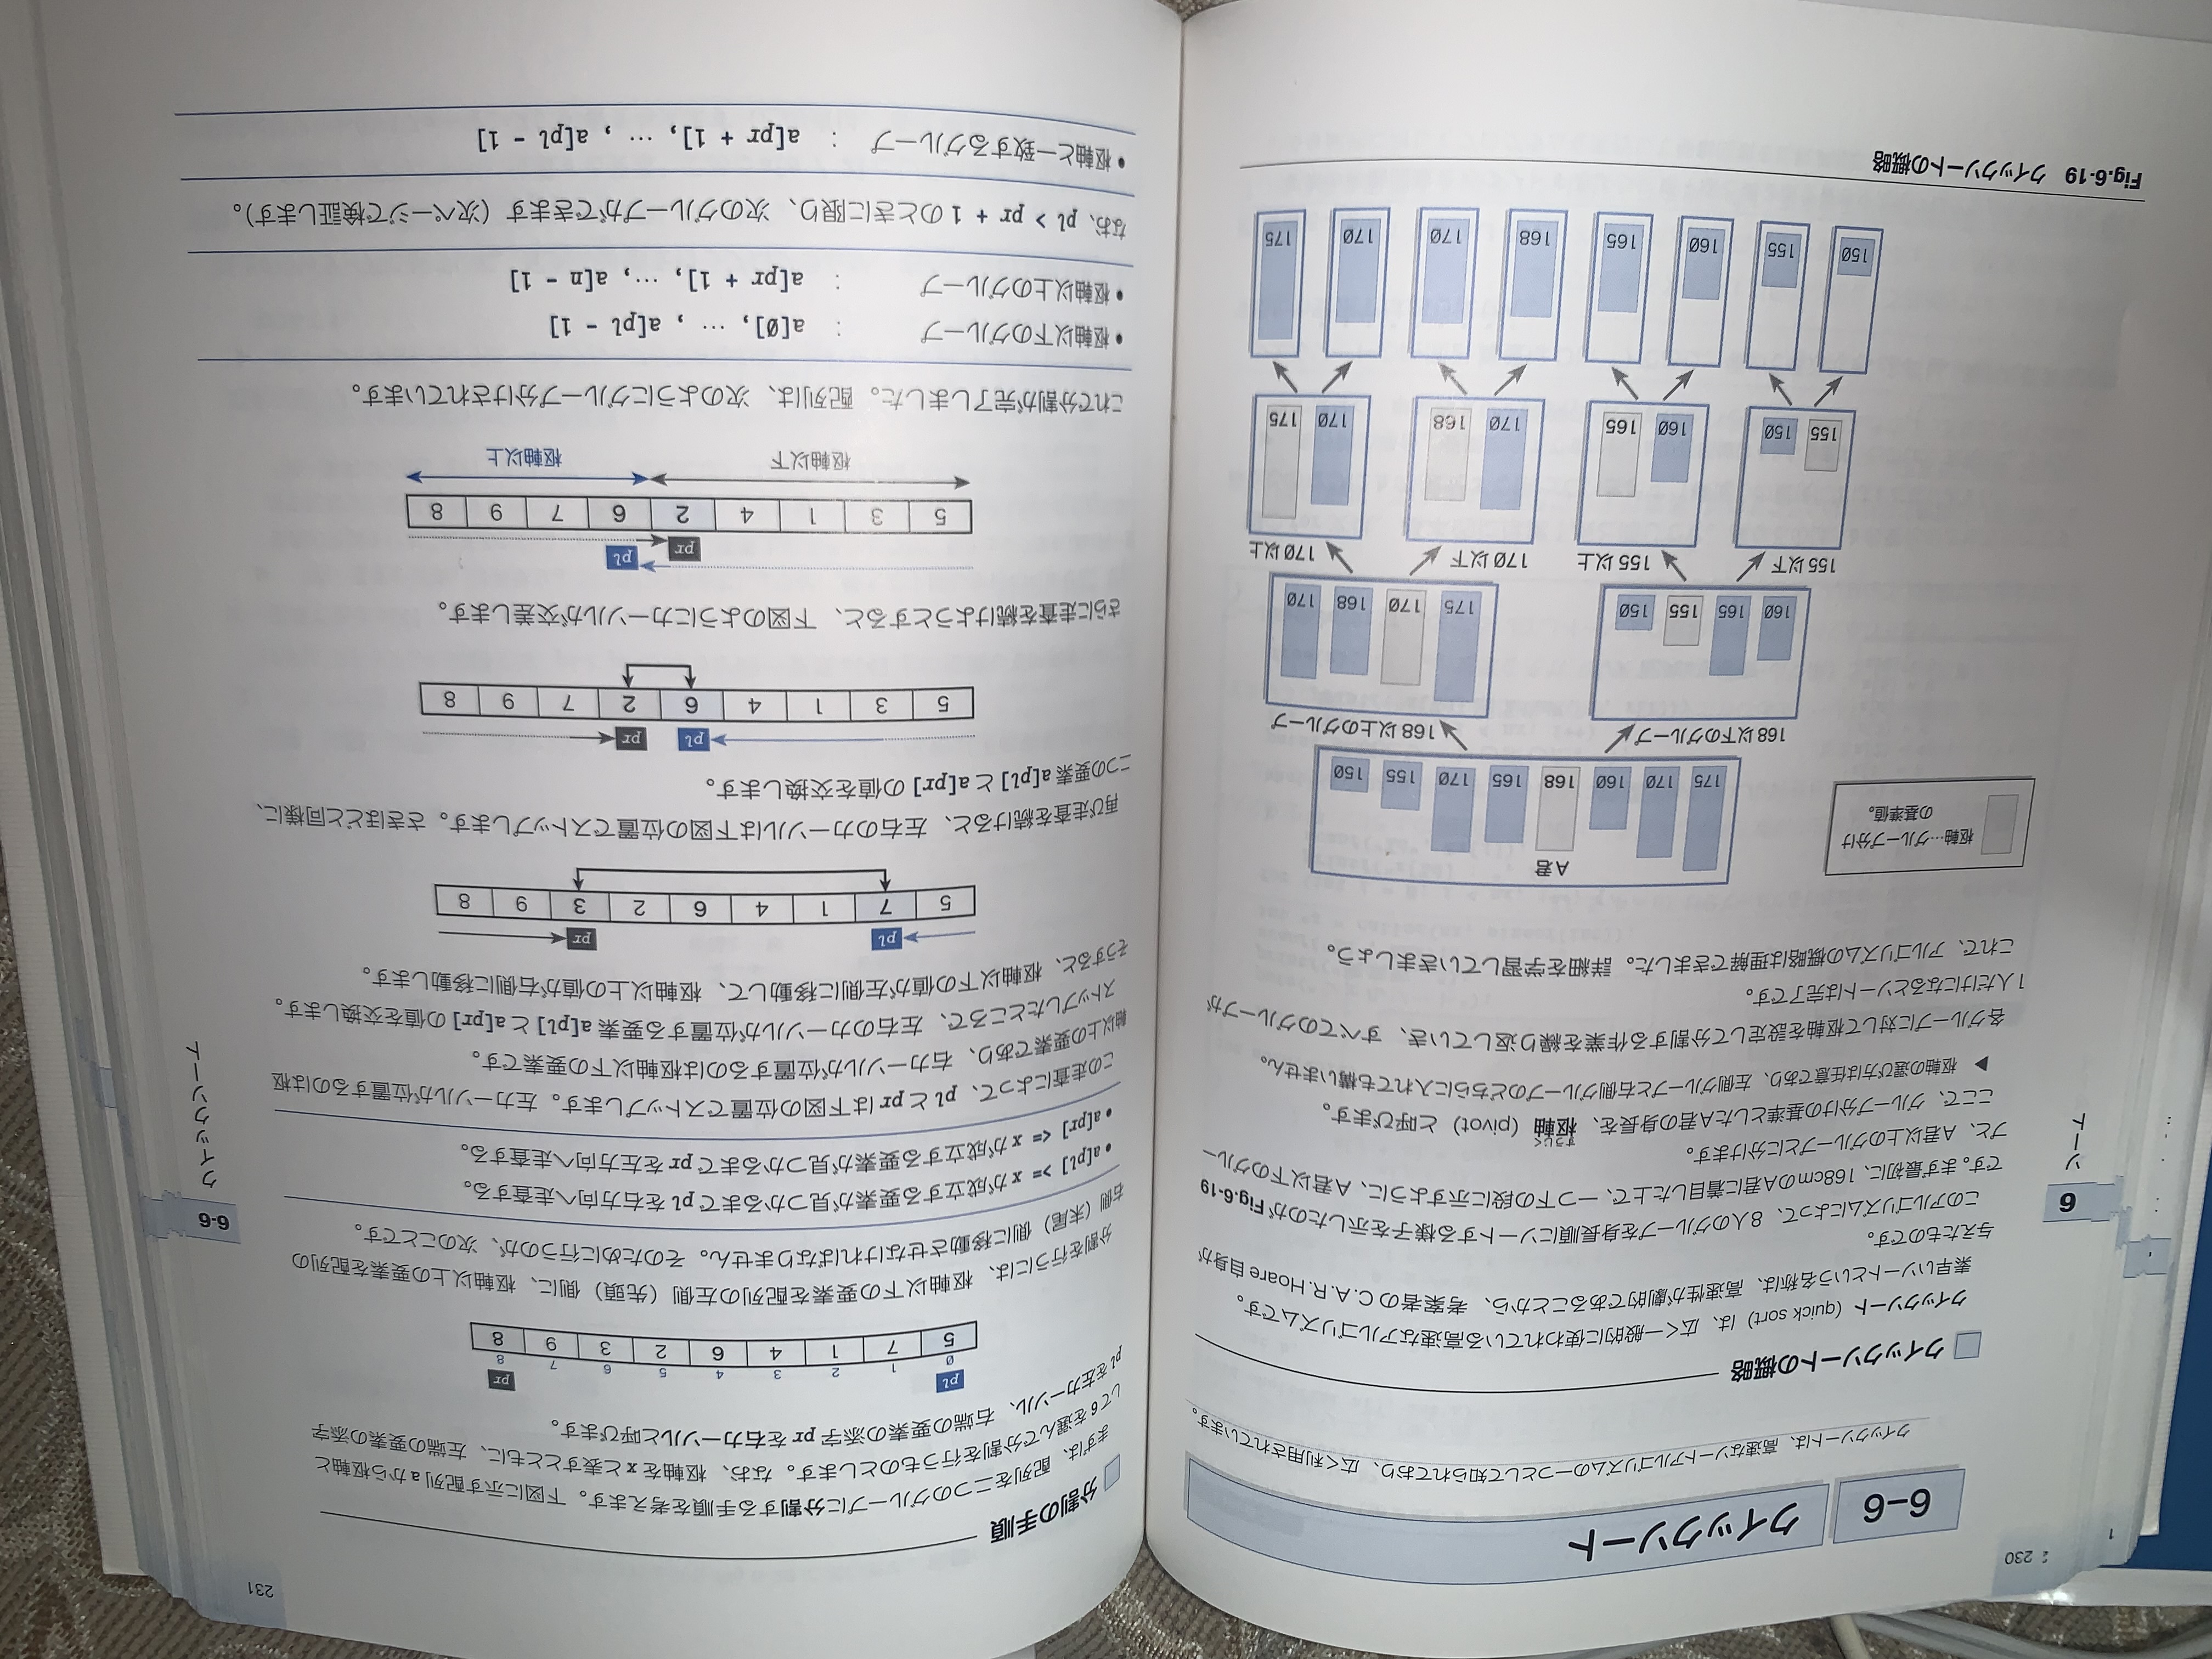 230
6-6 クイックソート
クイックソートは、高速なソートアルゴリズムの一つとして知られており、広く利用されています。
クイックソートの概略
クイックソート（quick sort）は、広く一般的に使われている高速なアルゴリズムです。
素早いソートという名称は、高速性が劇的であることから、考案者の C. A. R. Hoare 自身が
与えたものです。
このアルゴリズムによって、8人のグループを身長順にソートする様子を示したのが Fig.6-19
です。まず最初に、168cmのA君に着目した上で、一つ下の段に示すように、A君以下のグルー
プと、A君以上のグループとに分けます。
ここで、グループ分けの基準としたA君の身長を、枢軸（pivot）と呼びます。
すうじく
▶ 枢軸の選び方は任意であり、左側グループと右側グループのどちらに入れても構いません。
各グループに対して枢軸を設定して分割する作業を繰り返していき、すべてのグループが
1人だけになるとソートは完了です。
これで、アルゴリズムの概略は理解できました。詳細を学習していきましょう。
枢軸…グループ分け
の基準値。
A君
175 170 160 168 165 170 155 150
168以下のグループ 168以上のグループ
160 165 155 150 175 170 168 170
155以下 155以上 170以下 170以上
155 150 160 165 170 168 170 175
150 155 160 165 168 170 170 175
Fig.6-19 クイックソートの概略
6
ソート
1
231
分割の手順
まずは、配列を二つのグループに分割する手順を考えます。下図に示す配列 a から枢軸と
して6を選んで分割を行うものとします。なお、枢軸を x と表すとともに、左端の要素の添字
pl を左カーソル、右端の要素の添字 pr を右カーソルと呼びます。
pl pr
0 1 2 3 4 5 6 7 8
5 7 1 4 6 2 3 9 8
分割を行うには、枢軸以下の要素を配列の左側（先頭）側に、枢軸以上の要素を配列の
右側（末尾）側に移動させなければなりません。そのために行うのが、次のことです。
• a[pl] >= x が成立する要素が見つかるまで pl を右方向へ走査する。
• a[pr] <= x が成立する要素が見つかるまで pr を左方向へ走査する。
この走査によって、pl と pr は下図の位置でストップします。左カーソルが位置するのは枢
軸以上の要素であり、右カーソルが位置するのは枢軸以下の要素です。
ストップしたところで、左右のカーソルが位置する要素 a[pl] と a[pr] の値を交換します。
そうすると、枢軸以下の値が左側に移動して、枢軸以上の値が右側に移動します。
pl pr
5 7 1 4 6 2 3 9 8
再び走査を続けると、左右のカーソルは下図の位置でストップします。さきほどと同様に、
二つの要素 a[pl] と a[pr] の値を交換します。
pl pr
5 3 1 4 6 2 7 9 8
さらに走査を続けようとすると、下図のようにカーソルが交差します。
pr pl
5 3 1 4 2 6 7 9 8
枢軸以下 枢軸以上
これで分割が完了しました。配列は、次のようにグループ分けされています。
• 枢軸以下のグループ : a[0], … , a[pl - 1]
• 枢軸以上のグループ : a[pr + 1], …, a[n - 1]
なお、pl > pr + 1 のときに限り、次のグループができます（次ページで検証します）。
• 枢軸と一致するグループ : a[pr + 1], … , a[pl - 1]
6-6
クイックソート